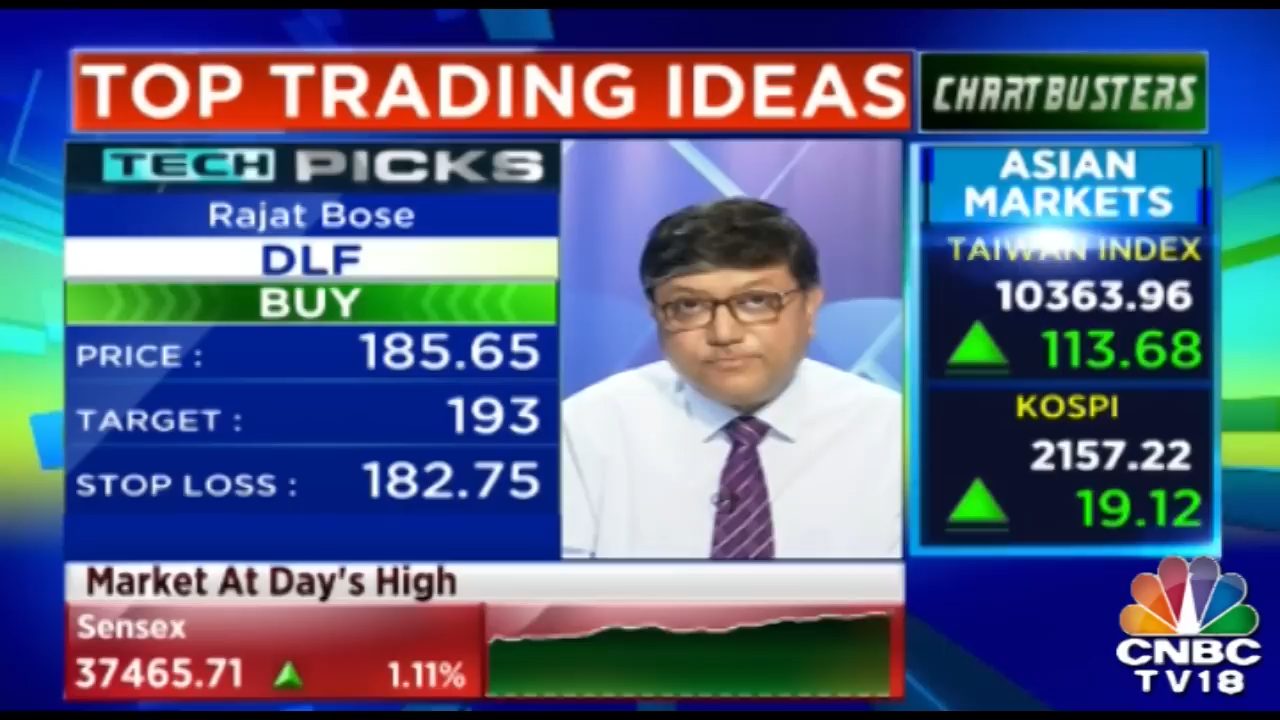 TOP TRADING IDEAS
CHARTBUSTERS
TECH PICKS
Rajat Bose
DLF
BUY
PRICE : 185.65
TARGET : 193
STOP LOSS : 182.75
ASIAN
MARKETS
TAIWAN INDEX
10363.96
113.68
KOSPI
2157.22
19.12
Market At Day's High
Sensex
37465.71 1.11%
CNBC
TV18